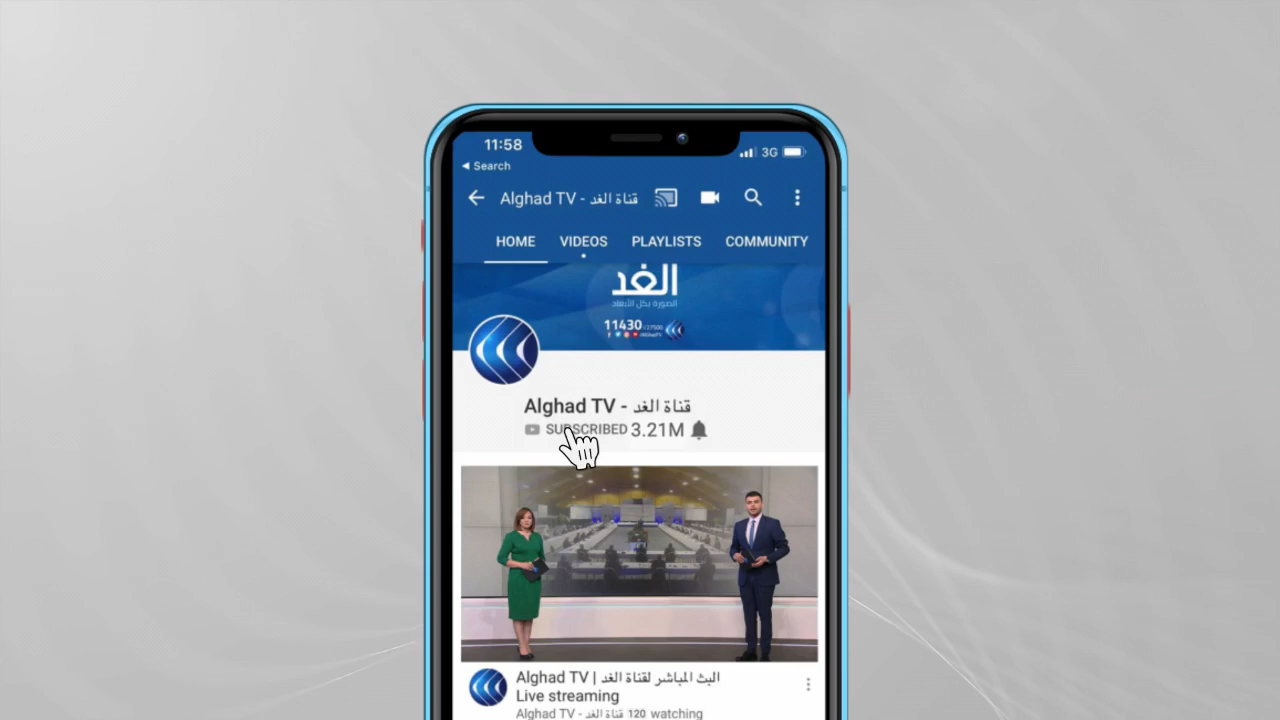 11:58
3G
Search
Alghad TV - قناة الغد
HOME VIDEOS PLAYLISTS COMMUNITY
الغد
الصورة بكل الأبعاد
11430 / 27500
Alghad TV - قناة الغد
SUBSCRIBED 3.21M
Alghad TV | البث المباشر لقناة الغد
Live streaming
Alghad TV - قناة الغد 120 watching